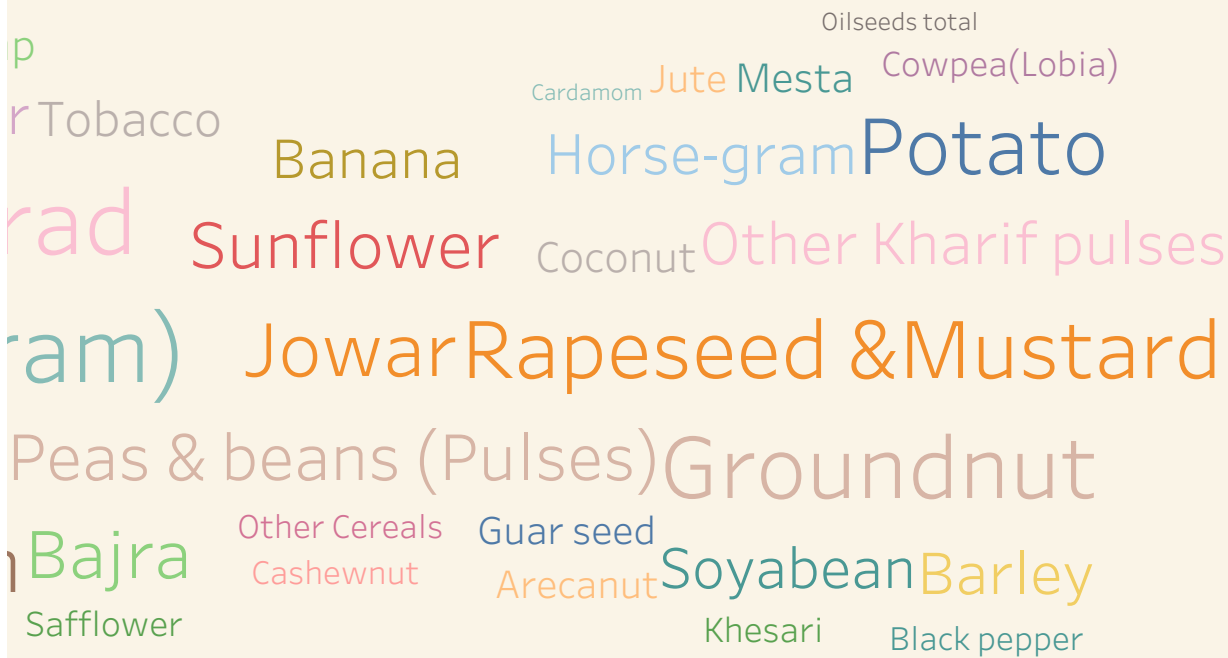 Oilseeds total
Cowpea(Lobia)
Cardamom Jute Mesta
Tobacco
Banana Horse-gram Potato
Sunflower Coconut Other Kharif pulses
Jowar Rapeseed &Mustard
Peas & beans (Pulses) Groundnut
Other Cereals Guar seed
Bajra Cashewnut Arecanut Soyabean Barley
Safflower Khesari Black pepper